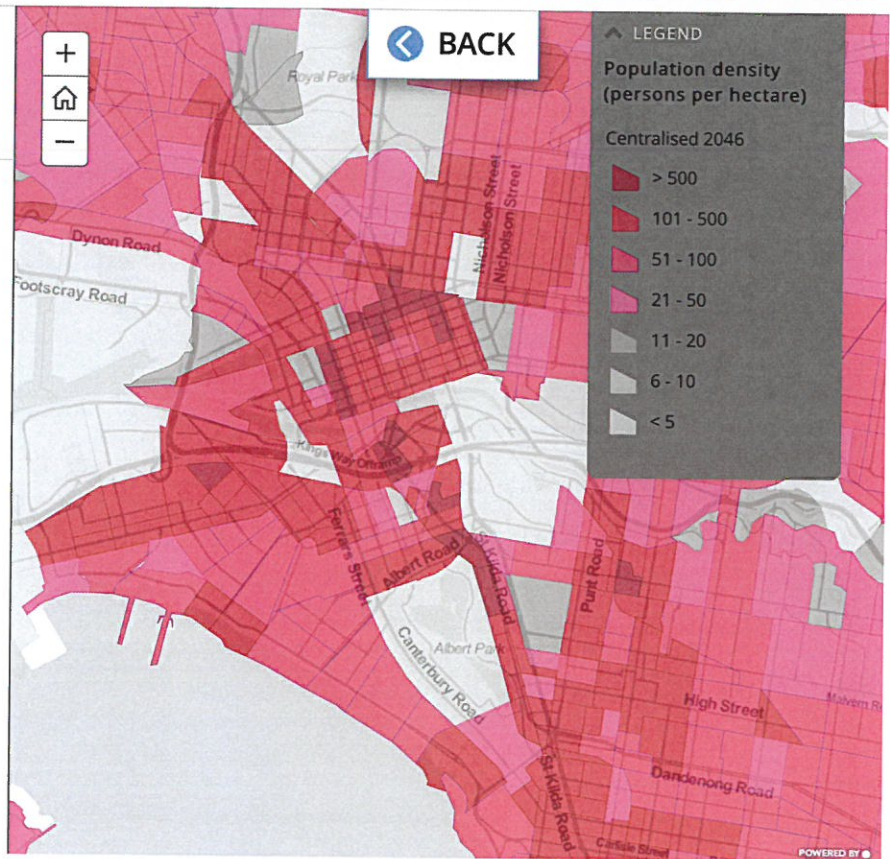 +
−
BACK
LEGEND
Population density
(persons per hectare)
Centralised 2046
> 500
101 - 500
51 - 100
21 - 50
11 - 20
6 - 10
< 5
Royal Park
Nicholson Street
Nicholson Street
Dynon Road
Footscray Road
Kings Way Onramp
Ferrars Street
Albert Road
St Kilda Road
Punt Road
Albert Park
Canterbury Road
High Street
Malvern R
Dandenong Road
St Kilda Road
Carlisle Street
POWERED BY